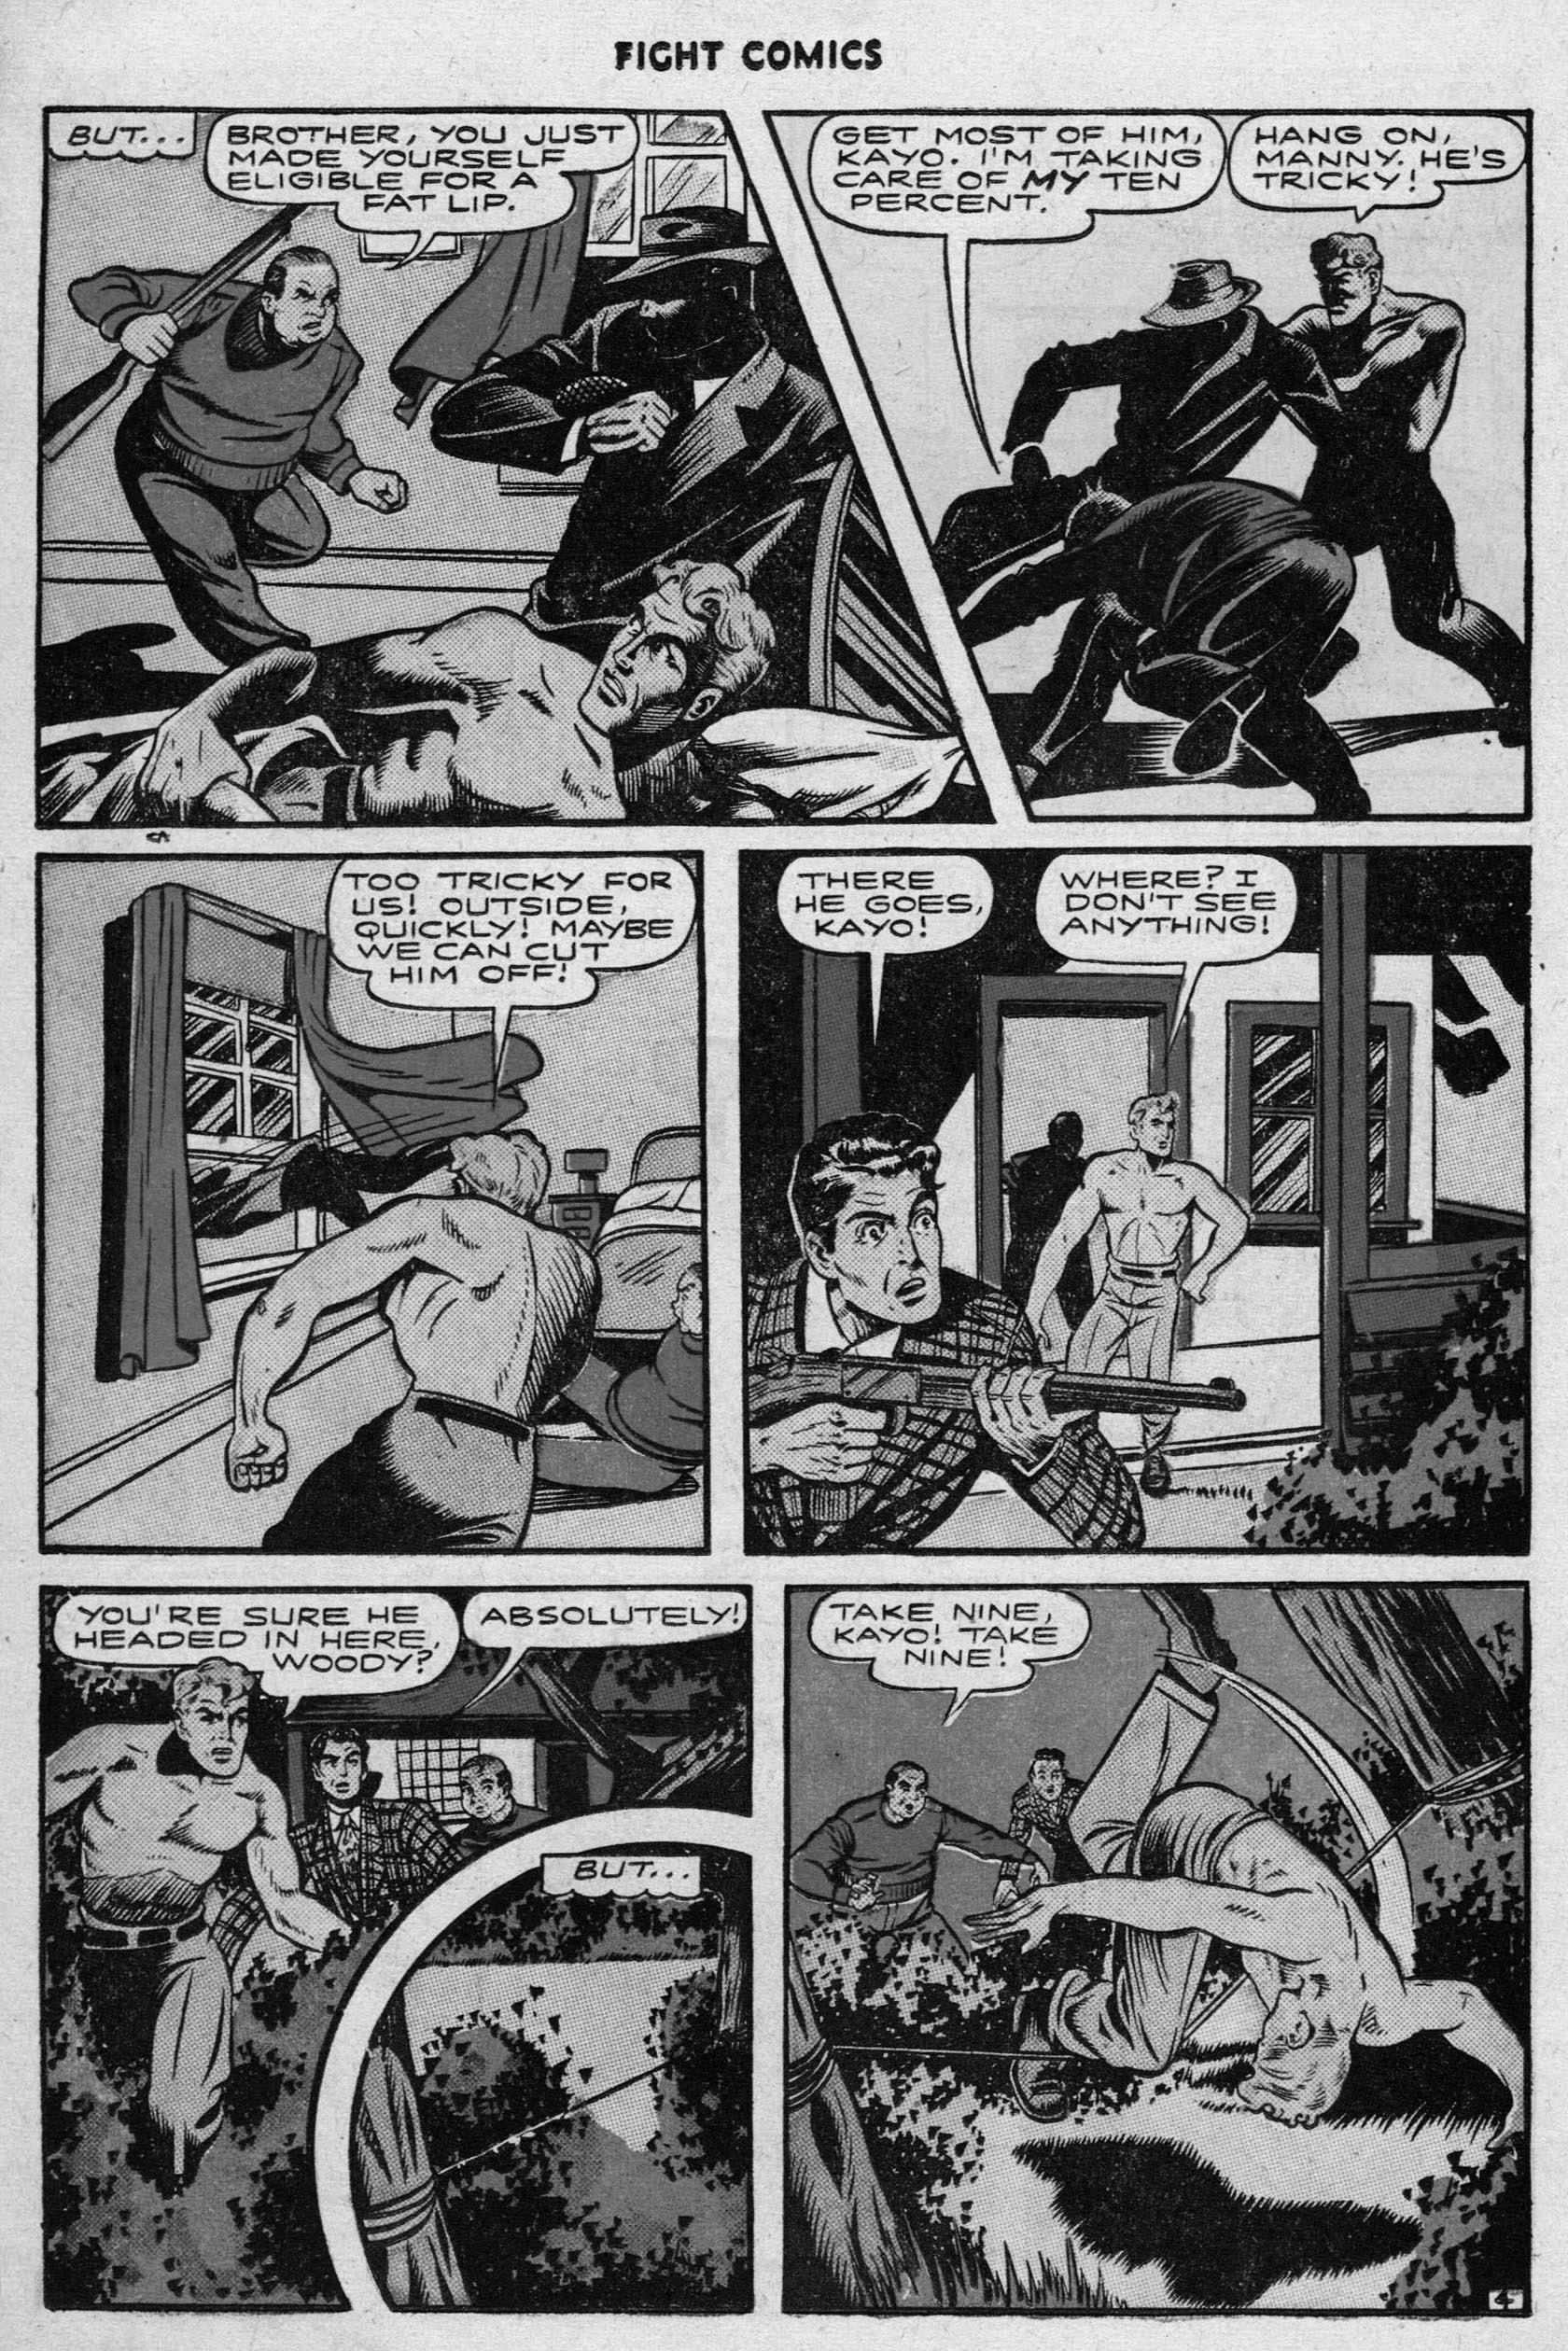 FIGHT COMICS
BUT...
BROTHER, YOU JUST
MADE YOURSELF
ELIGIBLE FOR A
FAT LIP.
GET MOST OF HIM,
KAYO. I'M TAKING
CARE OF MY TEN
PERCENT.
HANG ON,
MANNY. HE'S
TRICKY!
TOO TRICKY FOR
US! OUTSIDE,
QUICKLY! MAYBE
WE CAN CUT
HIM OFF!
THERE
HE GOES,
KAYO!
WHERE? I
DON'T SEE
ANYTHING!
YOU'RE SURE HE
HEADED IN HERE,
WOODY?
ABSOLUTELY!
BUT...
TAKE NINE,
KAYO! TAKE
NINE!
4